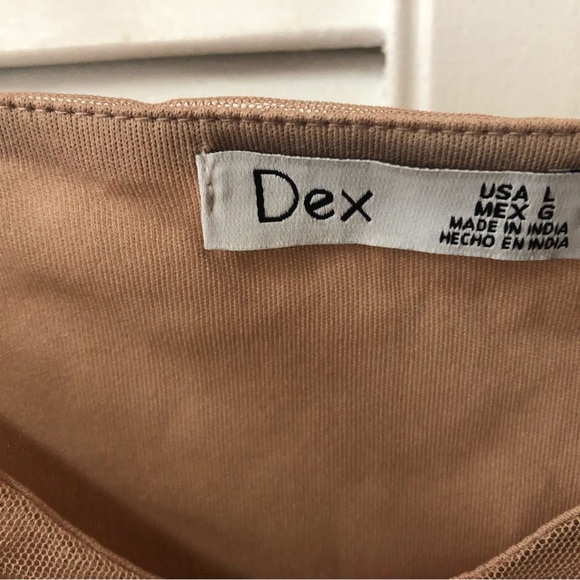 Dex
USA L
MEX G
MADE IN INDIA
HECHO EN INDIA